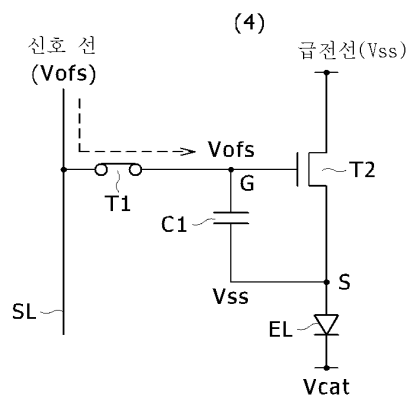 (4)
신호 선
(Vofs)
급전선(Vss)
Vofs
T1
G
T2
C1
Vss
S
SL
EL
Vcat